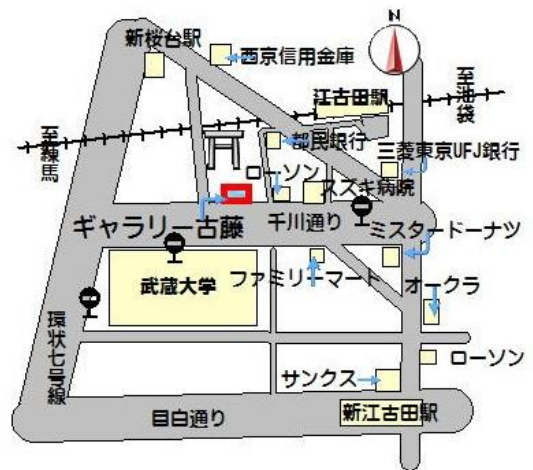 N
新桜台駅
西京信用金庫
至池袋
江古田駅
至練馬
都民銀行
三菱東京UFJ銀行
ローソン
スズキ病院
ギャラリー古藤
千川通り
ミスタードーナツ
武蔵大学
ファミリーマート
オークラ
環状七号線
ローソン
サンクス
目白通り
新江古田駅